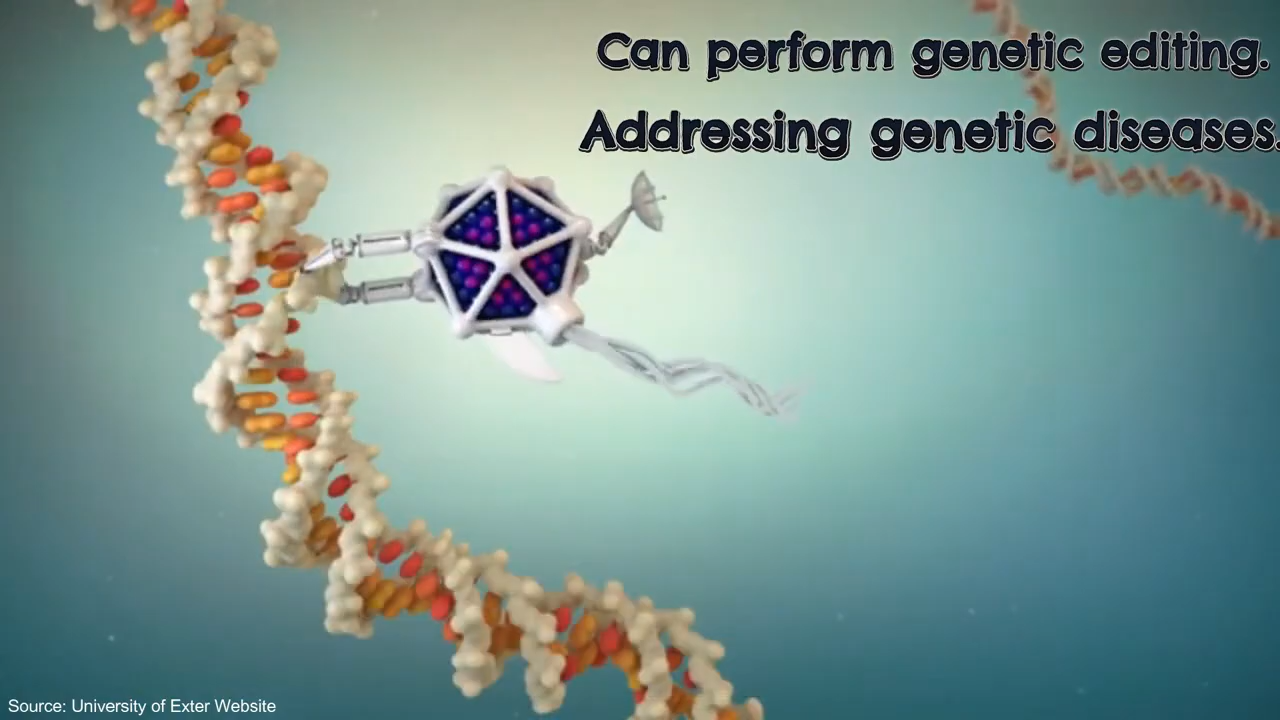 Can perform genetic editing.
Addressing genetic diseases.
Source: University of Exter Website